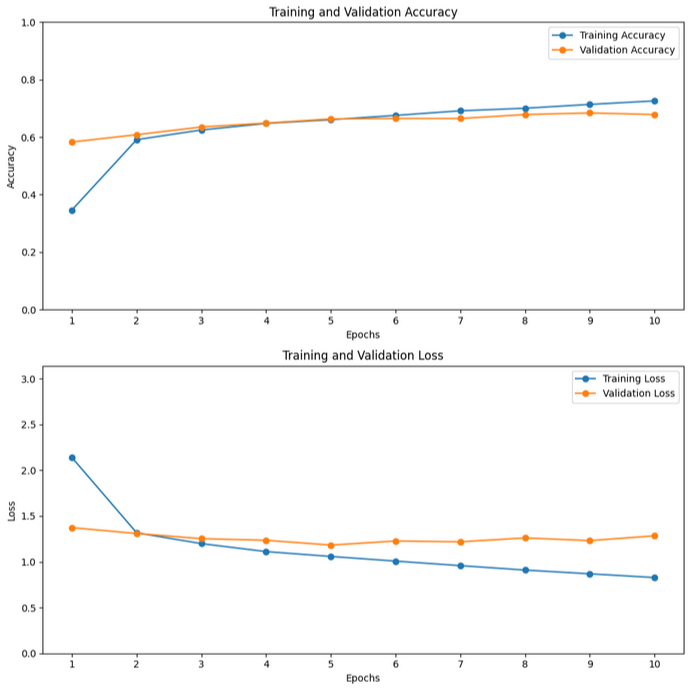 Training and Validation Accuracy
1.0
0.8
0.6
0.4
0.2
0.0
Accuracy
Training Accuracy
Validation Accuracy
1 2 3 4 5 6 7 8 9 10
Epochs
Training and Validation Loss
3.0
2.5
2.0
1.5
1.0
0.5
0.0
Loss
Training Loss
Validation Loss
1 2 3 4 5 6 7 8 9 10
Epochs